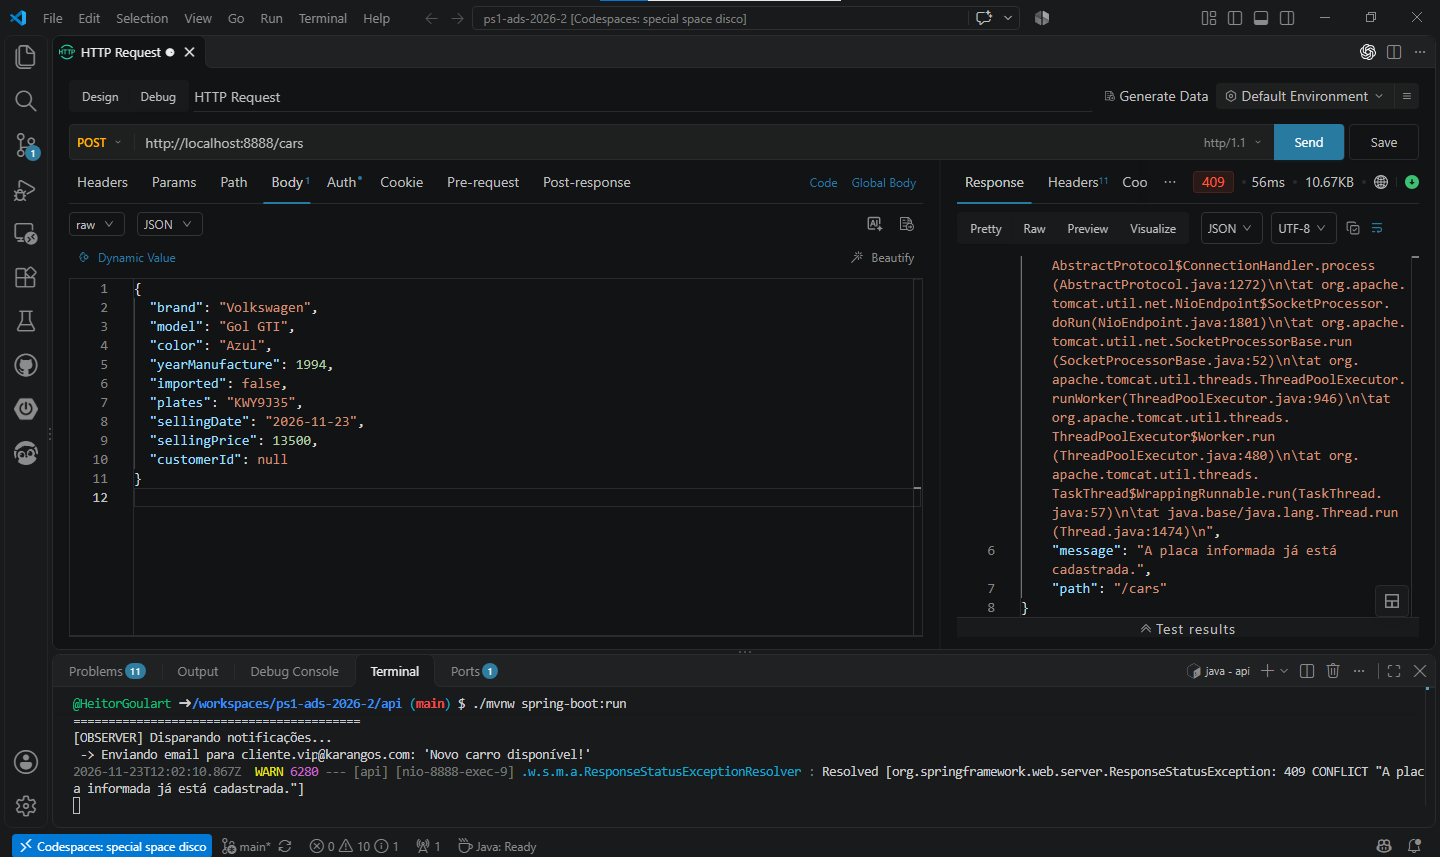 File Edit Selection View Go Run Terminal Help
ps1-ads-2026-2 [Codespaces: special space disco]
HTTP HTTP Request
Design Debug HTTP Request
Generate Data Default Environment
POST http://localhost:8888/cars http/1.1 Send Save
Headers Params Path Body 1 Auth Cookie Pre-request Post-response Code Global Body
raw JSON
Dynamic Value Beautify
1 {
2 "brand": "Volkswagen",
3 "model": "Gol GTI",
4 "color": "Azul",
5 "yearManufacture": 1994,
6 "imported": false,
7 "plates": "KWY9J35",
8 "sellingDate": "2026-11-23",
9 "sellingPrice": 13500,
10 "customerId": null
11 }
12
Response Headers 11 Coo ··· 409 56ms 10.67KB
Pretty Raw Preview Visualize JSON UTF-8
AbstractProtocol$ConnectionHandler.process
(AbstractProtocol.java:1272)\n\tat org.apache.
tomcat.util.net.NioEndpoint$SocketProcessor.
doRun(NioEndpoint.java:1801)\n\tat org.apache.
tomcat.util.net.SocketProcessorBase.run
(SocketProcessorBase.java:52)\n\tat org.
apache.tomcat.util.threads.ThreadPoolExecutor.
runWorker(ThreadPoolExecutor.java:946)\n\tat
org.apache.tomcat.util.threads.
ThreadPoolExecutor$Worker.run
(ThreadPoolExecutor.java:480)\n\tat org.
apache.tomcat.util.threads.
TaskThread$WrappingRunnable.run(TaskThread.
java:57)\n\tat java.base/java.lang.Thread.run
(Thread.java:1474)\n",
6 "message": "A placa informada já está
cadastrada.",
7 "path": "/cars"
8 }
Test results
1
Problems 11 Output Debug Console Terminal Ports 1 java - api
@HeitorGoulart ➜/workspaces/ps1-ads-2026-2/api (main) $ ./mvnw spring-boot:run
======================================
[OBSERVER] Disparando notificações...
-> Enviando email para cliente.vip@karangos.com: 'Novo carro disponível!'
2026-11-23T12:02:10.867Z WARN 6280 --- [api] [nio-8888-exec-9] .w.s.m.a.ResponseStatusExceptionResolver : Resolved [org.springframework.web.server.ResponseStatusException: 409 CONFLICT "A plac
a informada já está cadastrada."]
Codespaces: special space disco main* 0 10 1 1 Java: Ready